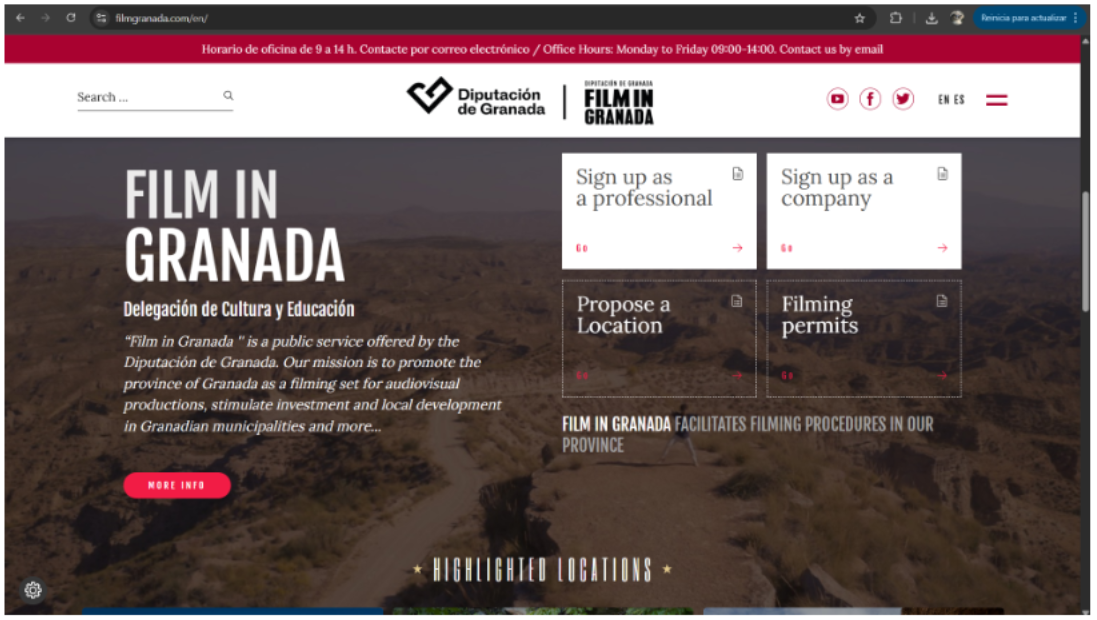 filmgranada.com/en/
Reinicia para actualizar
Horario de oficina de 9 a 14 h. Contacte por correo electrónico / Office Hours: Monday to Friday 09:00-14:00. Contact us by email
Search ...
Diputación
de Granada
DIPUTACIÓN DE GRANADA
FILM IN
GRANADA
EN ES
FILM IN
GRANADA
Delegación de Cultura y Educación
"Film in Granada " is a public service offered by the
Diputación de Granada. Our mission is to promote the
province of Granada as a filming set for audiovisual
productions, stimulate investment and local development
in Granadian municipalities and more...
MORE INFO
Sign up as
a professional
Go
Sign up as a
company
Go
Propose a
Location
Go
Filming
permits
Go
FILM IN GRANADA FACILITATES FILMING PROCEDURES IN OUR
PROVINCE
HIGHLIGHTED LOCATIONS